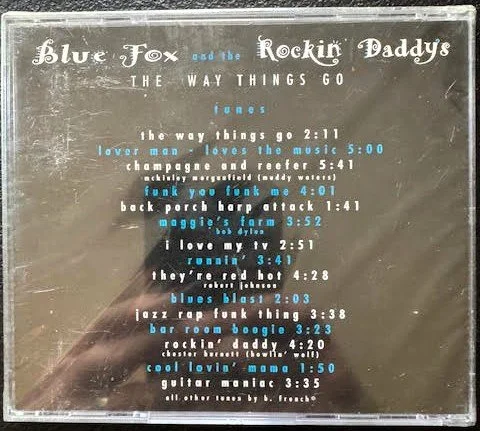 Blue Fox and the Rockin' Daddys
THE WAY THINGS GO
tunes
the way things go 2:11
lover man - loves the music 5:00
champagne and reefer 5:41
mckinley morganfield (muddy waters)
funk you funk me 4:01
back porch harp attack 1:41
maggie's farm 3:52
bob dylan
i love my tv 2:51
runnin' 3:41
they're red hot 4:28
robert johnson
blues blast 2:03
jazz rap funk thing 3:38
bar room boogie 3:23
rockin' daddy 4:20
chester burnett (howlin' wolf)
cool lovin' mama 1:50
guitar maniac 3:35
all other tunes by b. french©